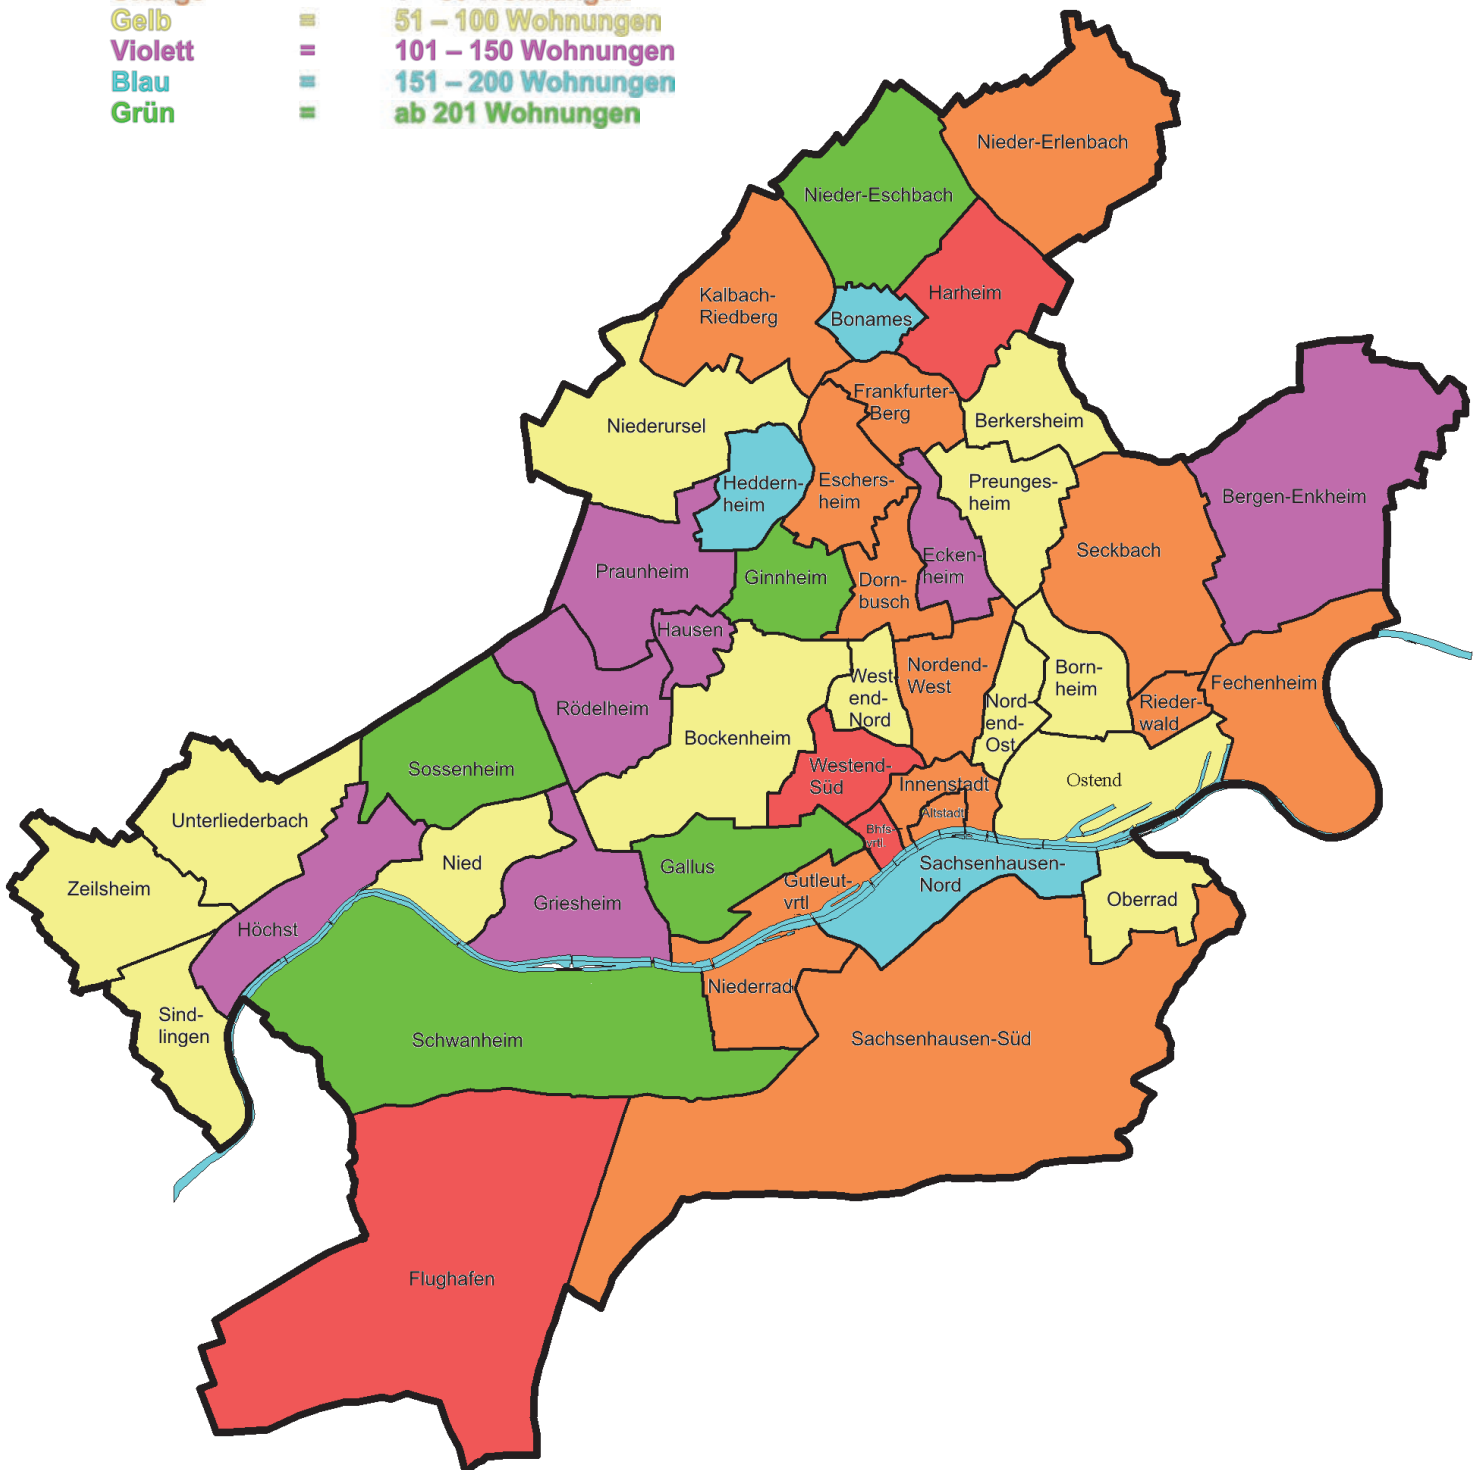 Gelb = 51 – 100 Wohnungen
Violett = 101 – 150 Wohnungen
Blau = 151 – 200 Wohnungen
Grün = ab 201 Wohnungen
Nieder-Erlenbach
Nieder-Eschbach
Harheim
Kalbach-
Riedberg
Bonames
Frankfurter-
Berg
Berkersheim
Niederursel
Heddern-
heim
Eschers-
heim
Preunges-
heim
Bergen-Enkheim
Seckbach
Ecken-
heim
Praunheim
Ginnheim
Dorn-
busch
Hausen
Nordend-
West
Born-
heim
Fechenheim
West-
end-
Nord
Nord-
end-
Ost
Rieder-
wald
Rödelheim
Bockenheim
Sossenheim
Westend-
Süd
Innenstadt
Ostend
Altstadt
Bhfs-
vrtl.
Unterliederbach
Nied
Gallus
Sachsenhausen-
Nord
Zeilsheim
Gutleut-
vrtl
Oberrad
Griesheim
Höchst
Niederrad
Sind-
lingen
Schwanheim
Sachsenhausen-Süd
Flughafen